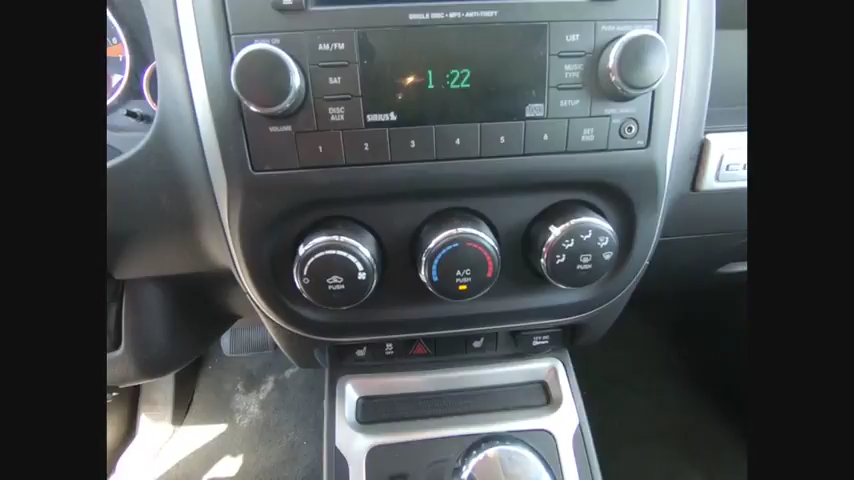 SINGLE DISC • MP3 • ANTI-THEFT
AM/FM
SAT
DISC
AUX
VOLUME
1:22
SIRIUS
LIST
MUSIC
TYPE
SETUP
1 2 3 4 5 6
SET
RND
PUSH
A/C
PUSH
PUSH